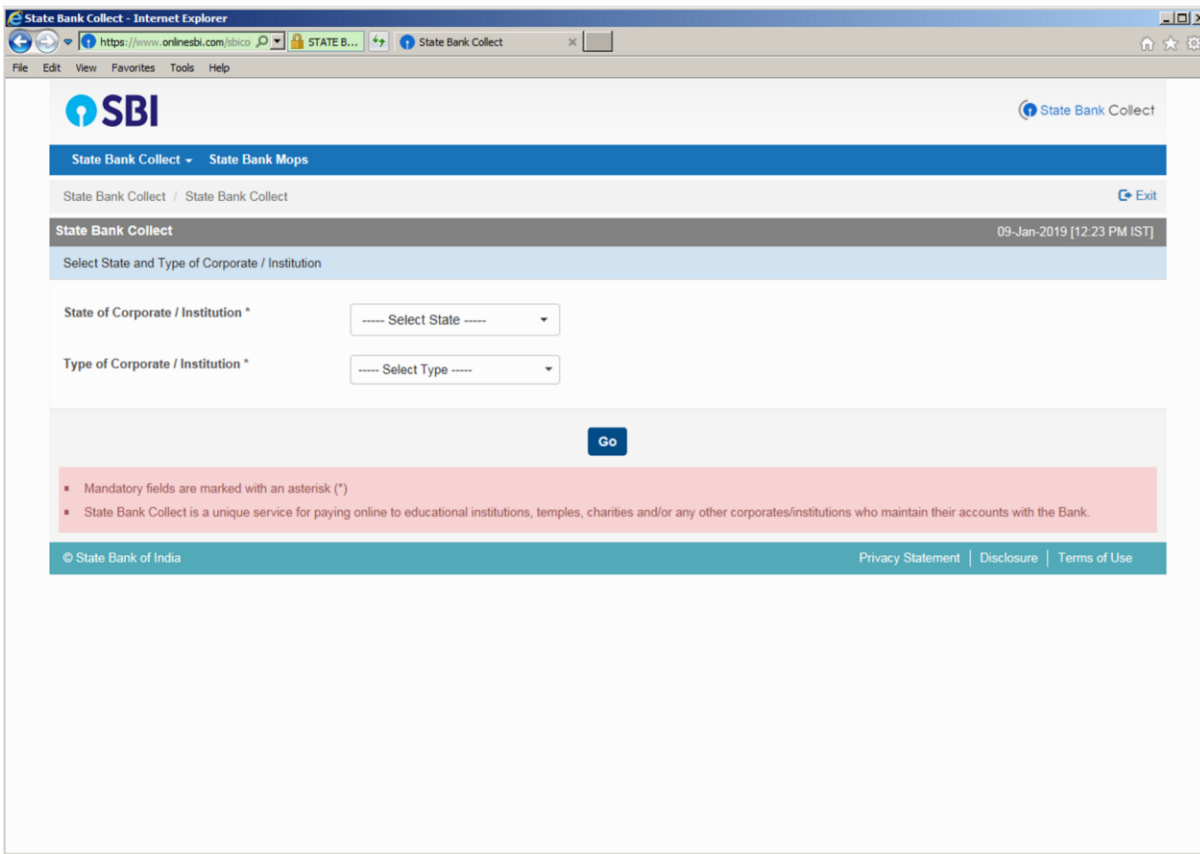 State Bank Collect - Internet Explorer
https://www.onlinesbi.com/sbico STATE B... State Bank Collect
File Edit View Favorites Tools Help
SBI State Bank Collect
State Bank Collect State Bank Mops
State Bank Collect / State Bank Collect Exit
State Bank Collect 09-Jan-2019 [12:23 PM IST]
Select State and Type of Corporate / Institution
State of Corporate / Institution * ----- Select State -----
Type of Corporate / Institution * ----- Select Type -----
Go
Mandatory fields are marked with an asterisk (*)
State Bank Collect is a unique service for paying online to educational institutions, temples, charities and/or any other corporates/institutions who maintain their accounts with the Bank.
© State Bank of India Privacy Statement | Disclosure | Terms of Use